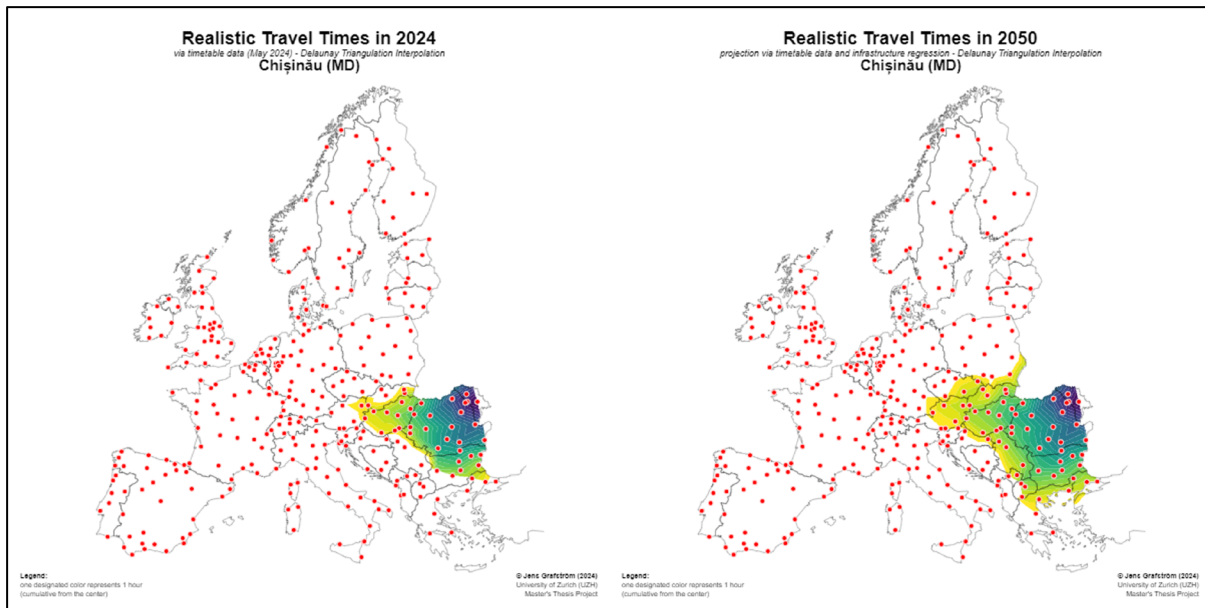 Realistic Travel Times in 2024
via timetable data (May 2024) - Delaunay Triangulation Interpolation
Chișinău (MD)
Legend:
one designated color represents 1 hour
(cumulative from the center)
© Jens Grafström (2024)
University of Zurich (UZH)
Master's Thesis Project
Realistic Travel Times in 2050
projection via timetable data and infrastructure regression - Delaunay Triangulation Interpolation
Chișinău (MD)
Legend:
one designated color represents 1 hour
(cumulative from the center)
© Jens Grafström (2024)
University of Zurich (UZH)
Master's Thesis Project